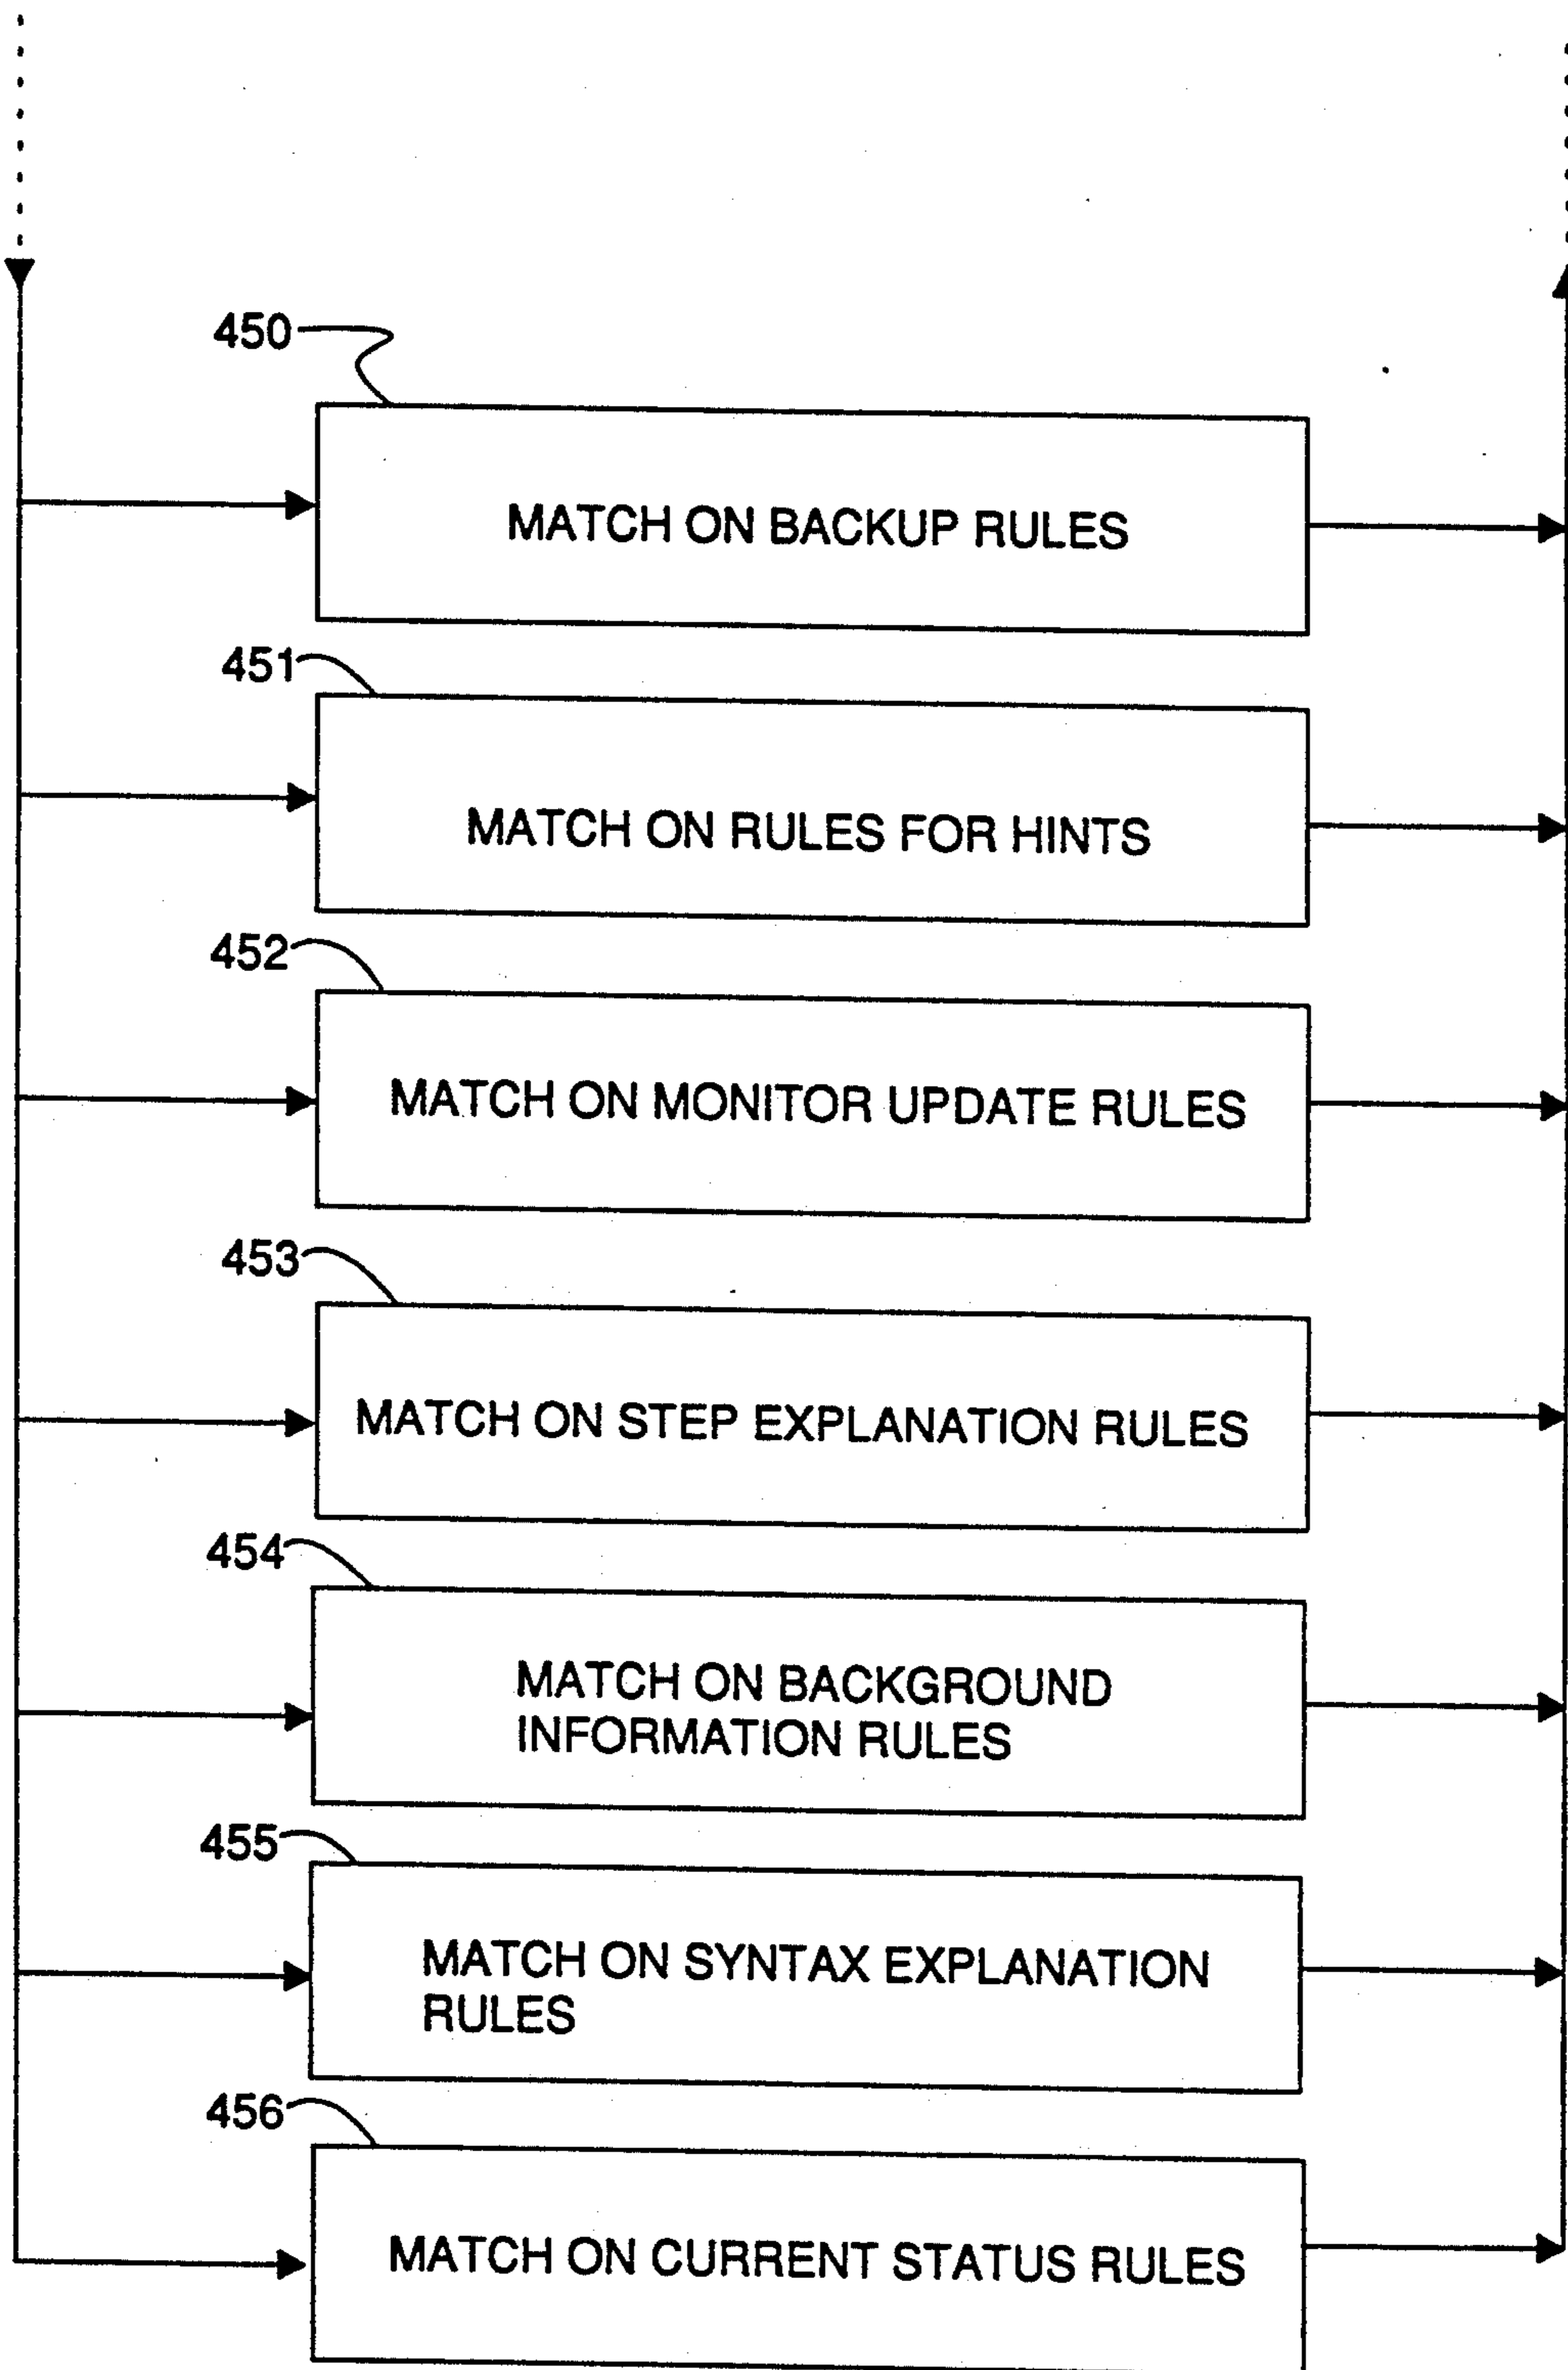 450
MATCH ON BACKUP RULES
451
MATCH ON RULES FOR HINTS
452
MATCH ON MONITOR UPDATE RULES
453
MATCH ON STEP EXPLANATION RULES
454
MATCH ON BACKGROUND
INFORMATION RULES
455
MATCH ON SYNTAX EXPLANATION
RULES
456
MATCH ON CURRENT STATUS RULES